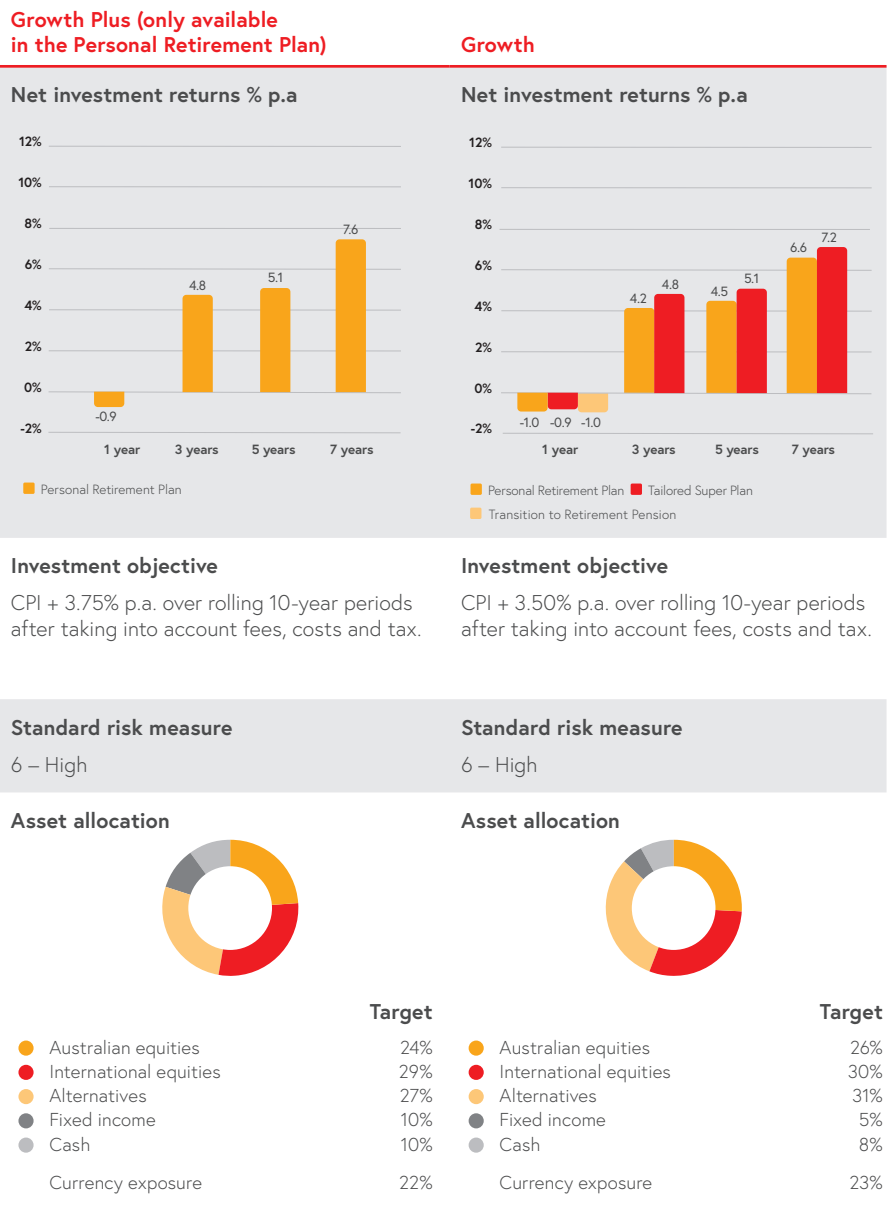 Growth Plus (only available
in the Personal Retirement Plan)
Growth
Net investment returns % p.a
12%
10%
8%
6%
4%
2%
0%
-2%
-0.9
4.8
5.1
7.6
1 year
3 years
5 years
7 years
Personal Retirement Plan
Net investment returns % p.a
12%
10%
8%
6%
4%
2%
0%
-2%
-1.0 -0.9 -1.0
4.2 4.8
4.5 5.1
6.6 7.2
1 year
3 years
5 years
7 years
Personal Retirement Plan
Tailored Super Plan
Transition to Retirement Pension
Investment objective
CPI + 3.75% p.a. over rolling 10-year periods
after taking into account fees, costs and tax.
Investment objective
CPI + 3.50% p.a. over rolling 10-year periods
after taking into account fees, costs and tax.
Standard risk measure
6 – High
Standard risk measure
6 – High
Asset allocation
Target
Australian equities 24%
International equities 29%
Alternatives 27%
Fixed income 10%
Cash 10%
Currency exposure 22%
Asset allocation
Target
Australian equities 26%
International equities 30%
Alternatives 31%
Fixed income 5%
Cash 8%
Currency exposure 23%